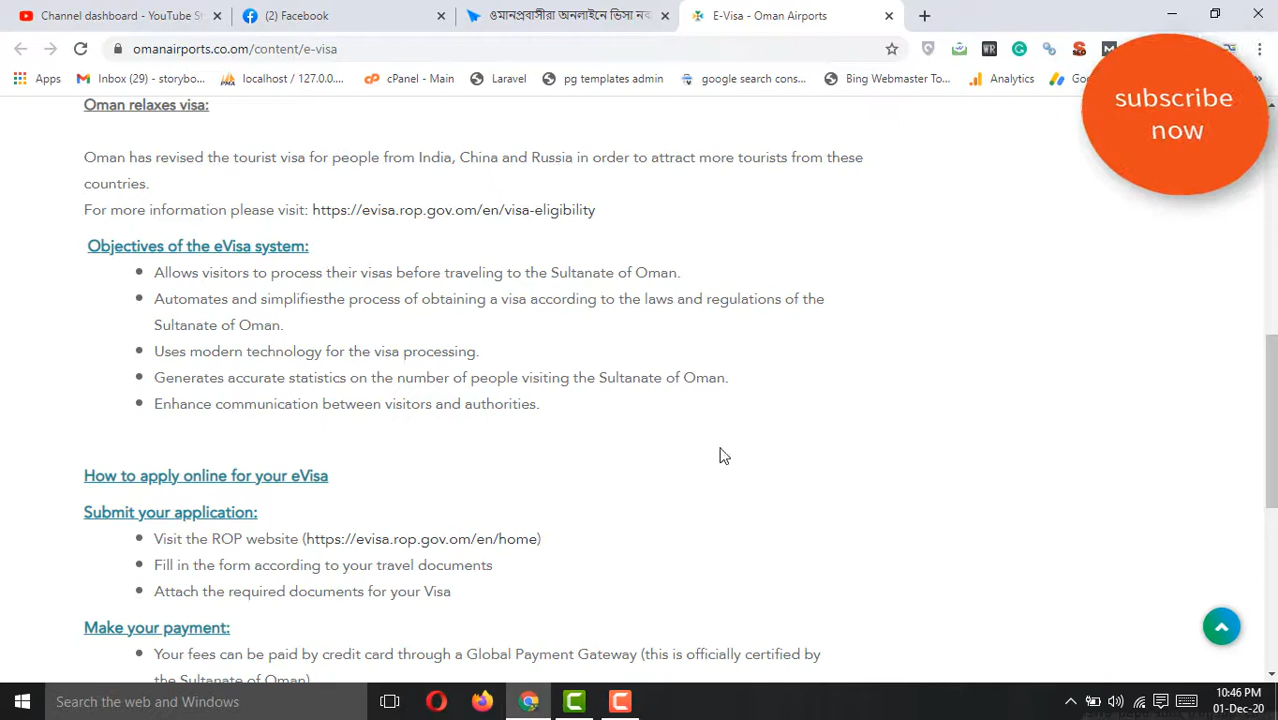 Channel dashboard - YouTube St
(2) Facebook
ওমানপ্রবাসীরা অনলাইনে ভিসা নব
E-Visa - Oman Airports
omanairports.co.om/content/e-visa
Apps
Inbox (29) - storybo...
localhost / 127.0.0....
cPanel - Main
Laravel
pg templates admin
google search cons...
Bing Webmaster To...
Analytics
Go
subscribe
now
Oman relaxes visa:
Oman has revised the tourist visa for people from India, China and Russia in order to attract more tourists from these
countries.
For more information please visit: https://evisa.rop.gov.om/en/visa-eligibility
Objectives of the eVisa system:
Allows visitors to process their visas before traveling to the Sultanate of Oman.
Automates and simplifiesthe process of obtaining a visa according to the laws and regulations of the
Sultanate of Oman.
Uses modern technology for the visa processing.
Generates accurate statistics on the number of people visiting the Sultanate of Oman.
Enhance communication between visitors and authorities.
How to apply online for your eVisa
Submit your application:
Visit the ROP website (https://evisa.rop.gov.om/en/home)
Fill in the form according to your travel documents
Attach the required documents for your Visa
Make your payment:
Your fees can be paid by credit card through a Global Payment Gateway (this is officially certified by
the Sultanate of Oman)
Search the web and Windows
10:46 PM
01-Dec-20